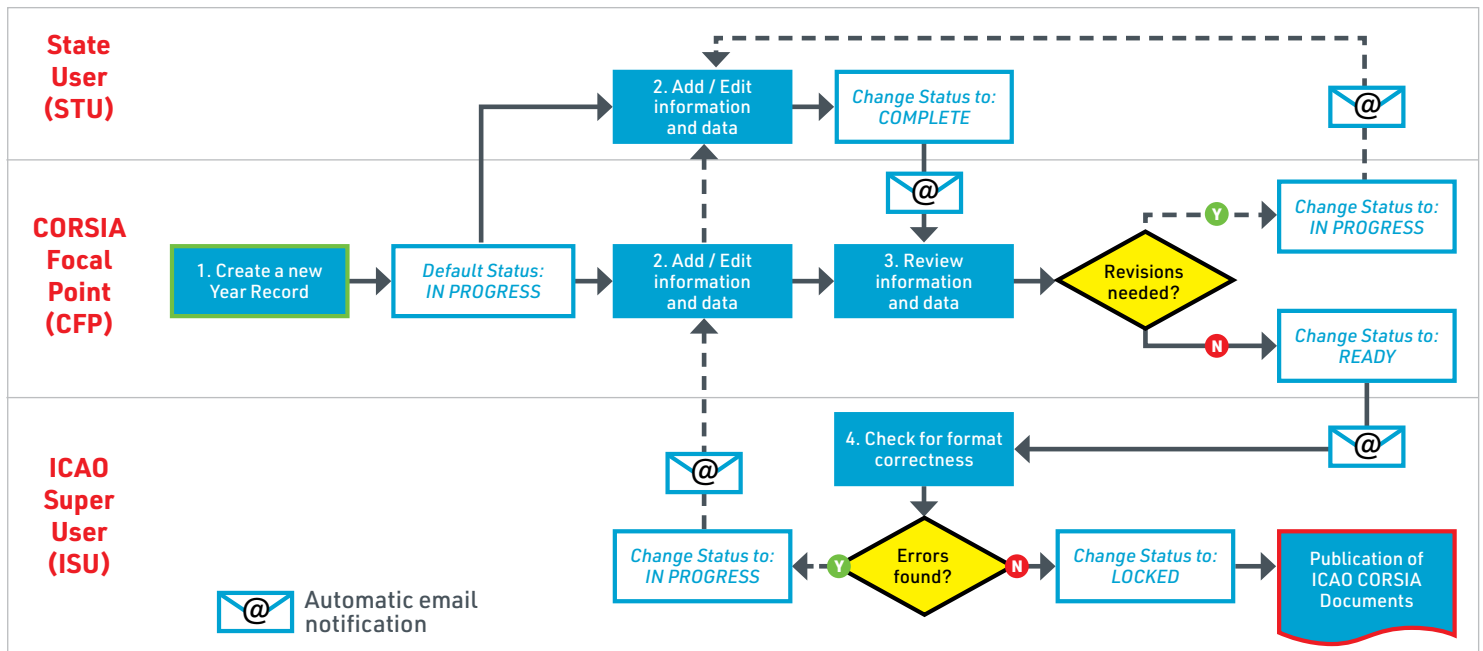 State
User
(STU)
2. Add / Edit
information
and data
Change Status to:
COMPLETE
@
@
CORSIA
Focal
Point
(CFP)
1. Create a new
Year Record
Default Status:
IN PROGRESS
2. Add / Edit
information
and data
3. Review
information
and data
Revisions
needed?
Y
Change Status to:
IN PROGRESS
N
Change Status to:
READY
@
ICAO
Super
User
(ISU)
4. Check for format
correctness
@
Change Status to:
IN PROGRESS
Y
Errors
found?
N
Change Status to:
LOCKED
Publication of
ICAO CORSIA
Documents
@
Automatic email
notification